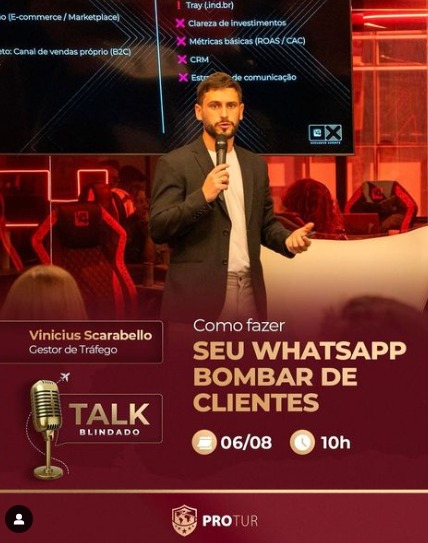 no (E-commerce / Marketplace)
eto: Canal de vendas próprio (B2C)
! Tray (.ind.br)
X Clareza de investimentos
X Métricas básicas (ROAS / CAC)
X CRM
X de comunicação
Vinicius Scarabello
Gestor de Tráfego
TALK
BLINDADO
Como fazer
SEU WHATSAPP
BOMBAR DE
CLIENTES
06/08
10h
PROTUR